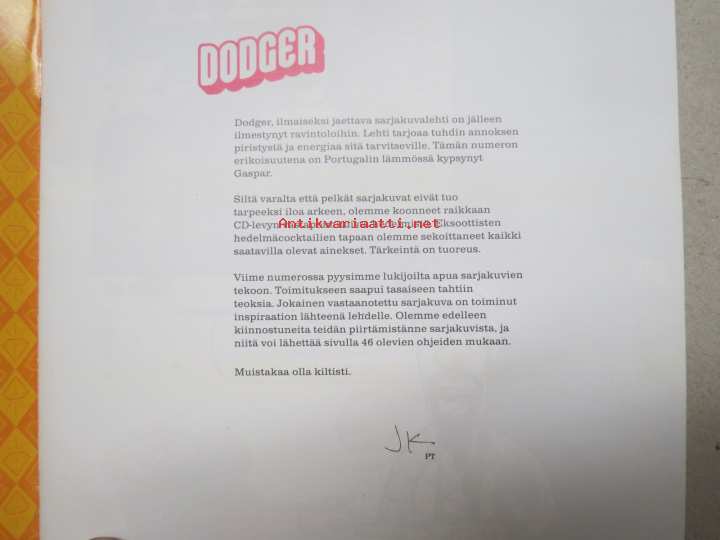 DODGER
Dodger, ilmaiseksi jaettava sarjakuvalehti on jälleen
ilmestynyt ravintoloihin. Lehti tarjoaa tuhdin annoksen
piristystä ja energiaa sitä tarvitseville. Tämän numeron
erikoisuutena on Portugalin lämmössä kypsynyt
Gaspar.
Siltä varalta että pelkät sarjakuvat eivät tuo
tarpeeksi iloa arkeen, olemme koonneet raikkaan
CD-levyn
Antikvariaatti.net
Eksoottisten
hedelmäcocktailien tapaan olemme sekoittaneet kaikki
saatavilla olevat ainekset. Tärkeintä on tuoreus.
Viime numerossa pyysimme lukijoilta apua sarjakuvien
tekoon. Toimitukseen saapui tasaiseen tahtiin
teoksia. Jokainen vastaanotettu sarjakuva on toiminut
inspiraation lähteenä lehdelle. Olemme edelleen
kiinnostuneita teidän piirtämistänne sarjakuvista, ja
niitä voi lähettää sivulla 46 olevien ohjeiden mukaan.
Muistakaa olla kiltisti.
JK
PT